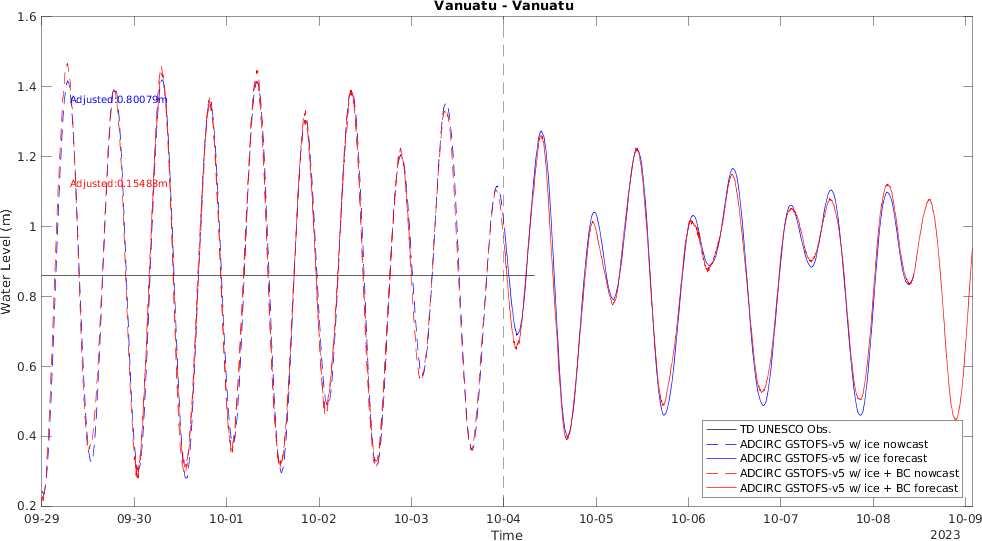 Vanuatu - Vanuatu
1.6
1.4
1.2
1
0.8
0.6
0.4
0.2
Water Level (m)
Adjusted:0.80079m
Adjusted:0.15483m
TD UNESCO Obs.
ADCIRC GSTOFS-v5 w/ ice nowcast
ADCIRC GSTOFS-v5 w/ ice forecast
ADCIRC GSTOFS-v5 w/ ice + BC nowcast
ADCIRC GSTOFS-v5 w/ ice + BC forecast
09-29 09-30 10-01 10-02 10-03 10-04 10-05 10-06 10-07 10-08 10-09
Time
2023